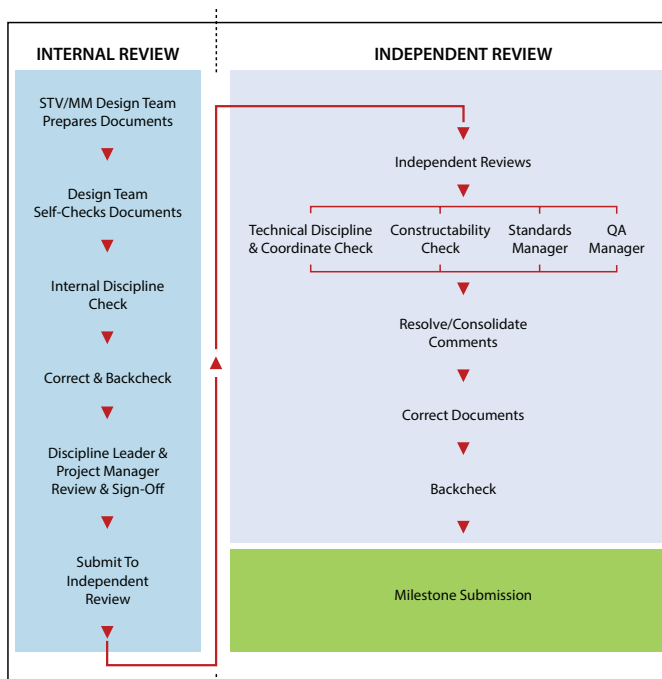 INTERNAL REVIEW
STV/MM Design Team
Prepares Documents
Design Team
Self-Checks Documents
Internal Discipline
Check
Correct & Backcheck
Discipline Leader &
Project Manager
Review & Sign-Off
Submit To
Independent
Review
INDEPENDENT REVIEW
Independent Reviews
Technical Discipline
& Coordinate Check
Constructability
Check
Standards
Manager
QA
Manager
Resolve/Consolidate
Comments
Correct Documents
Backcheck
Milestone Submission